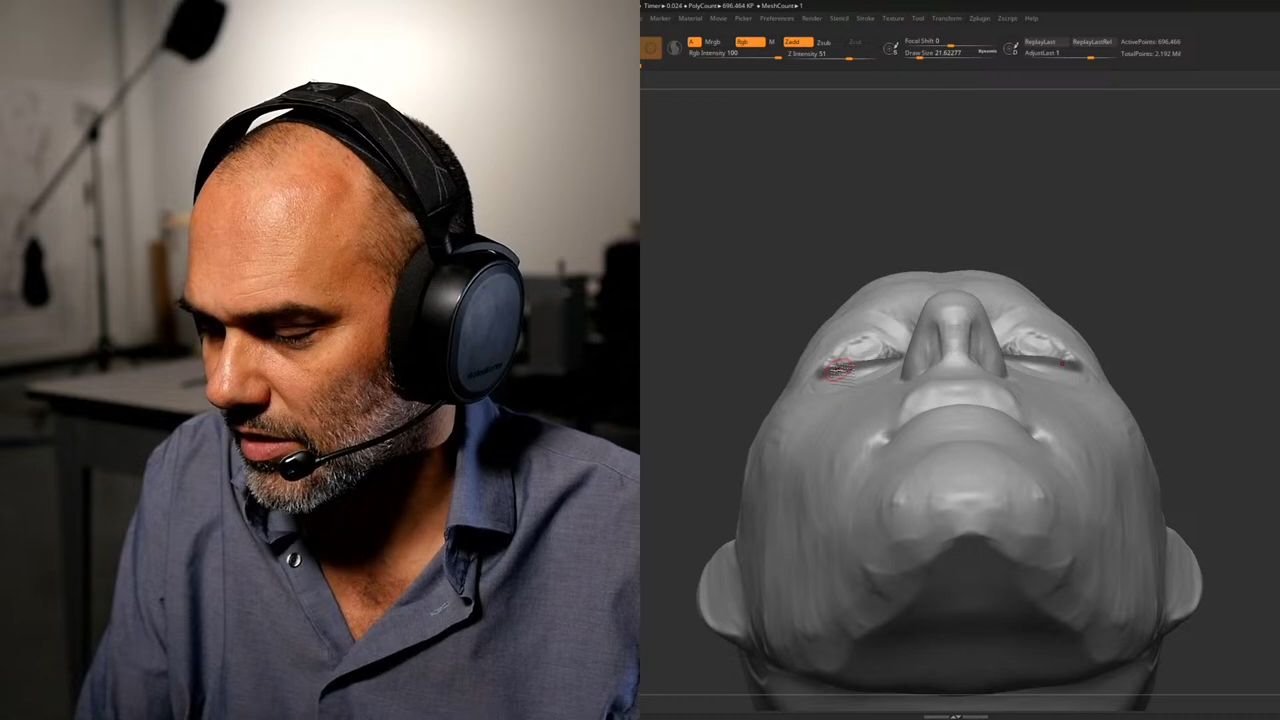 Timer▸0.024 ● PolyCount▸696.464 KP ● MeshCount▸1
Marker Material Movie Picker Preferences Render Stencil Stroke Texture Tool Transform Zplugin Zscript Help
A Mrgb Rgb M Zadd Zsub Zcut Focal Shift 0 ReplayLast ReplayLastRel ActivePoints: 696,466
Rgb Intensity 100 Z Intensity 51 Draw Size 21.62277 Dynamic AdjustLast 1 TotalPoints: 2.192 Mil
S
D